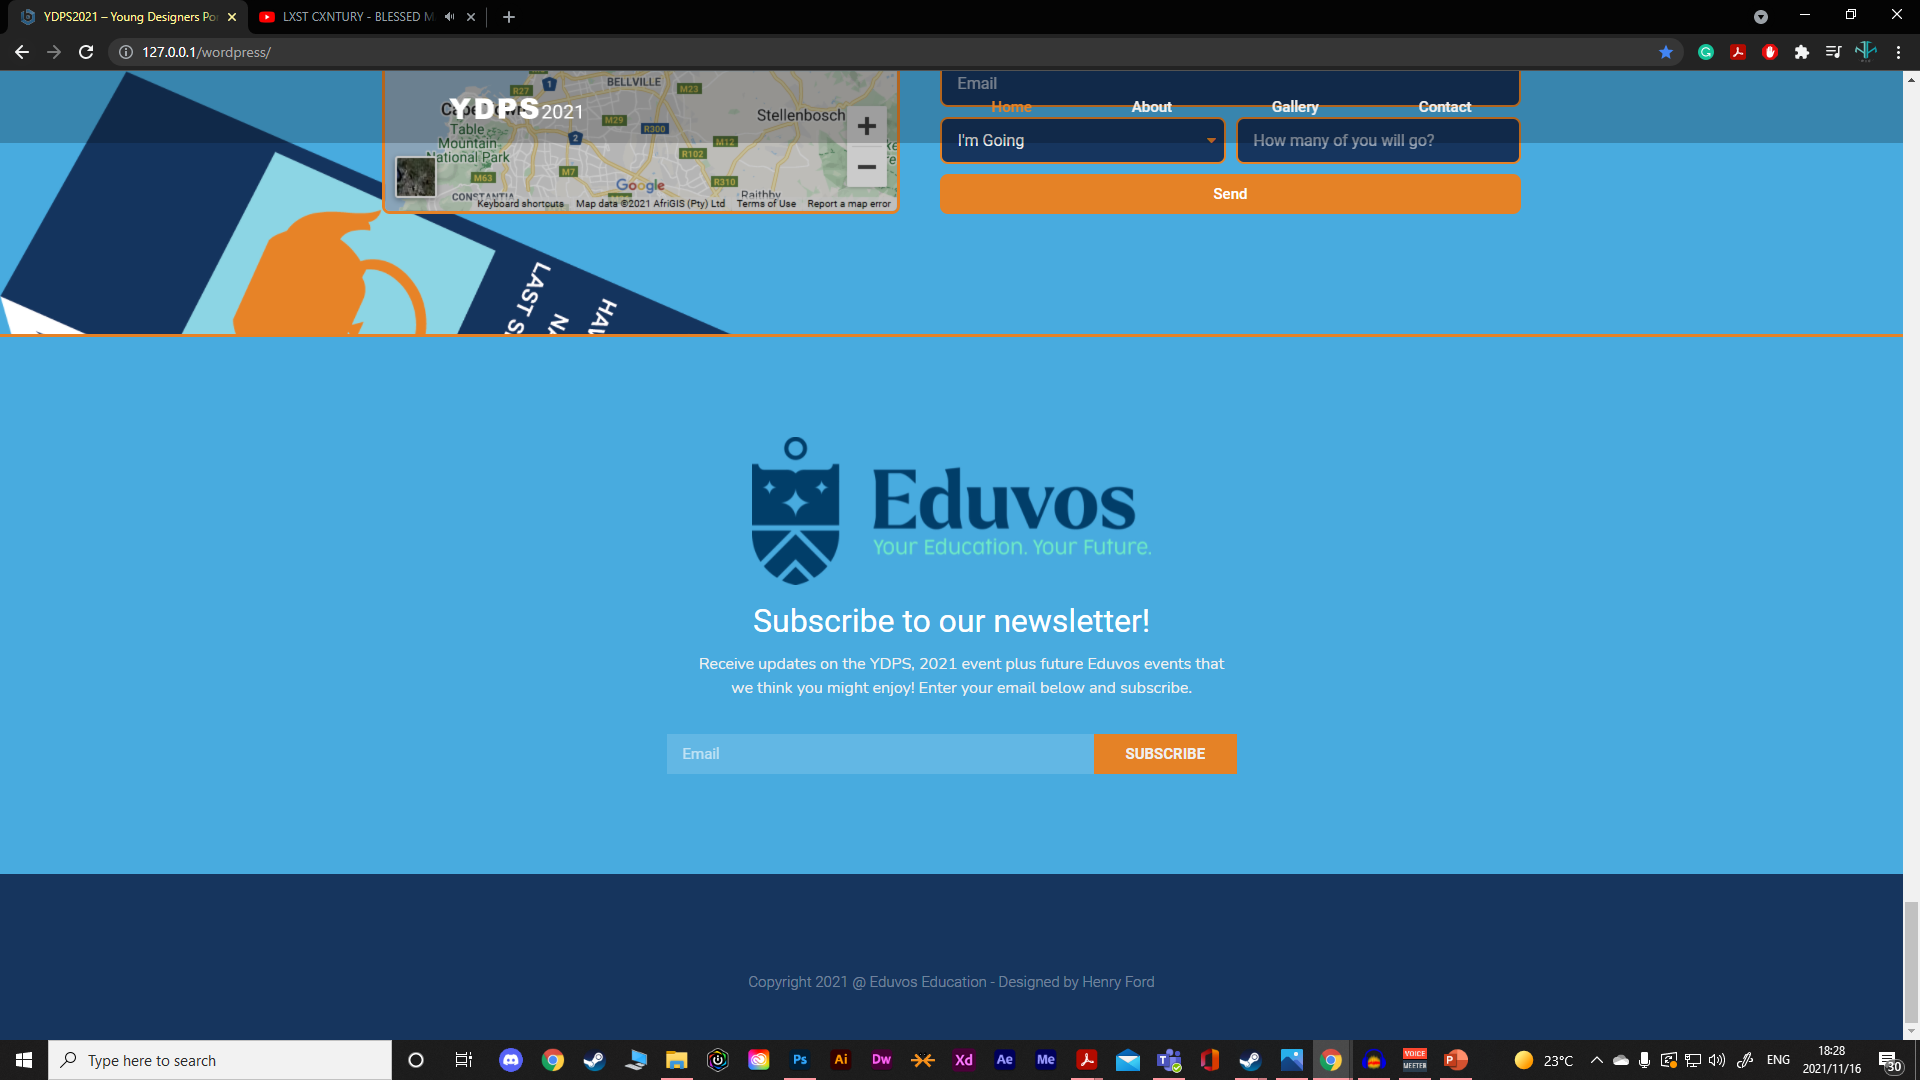 YDPS2021 – Young Designers Po
LXST CXNTURY - BLESSED M
127.0.0.1/wordpress/
YDPS2021
Home
About
Gallery
Contact
BELLVILLE
R27
1
M23
Table
Mountain
National Park
M29
R300
2
M12
Stellenbosch
R102
M7
M63
R310
CONSTANTIA
Raithby
Google
Keyboard shortcuts
Map data ©2021 AfriGIS (Pty) Ltd
Terms of Use
Report a map error
+
−
Email
I'm Going
How many of you will go?
Send
LAST S
NA
HAV
Eduvos
Your Education. Your Future.
Subscribe to our newsletter!
Receive updates on the YDPS, 2021 event plus future Eduvos events that
we think you might enjoy! Enter your email below and subscribe.
Email
SUBSCRIBE
Copyright 2021 @ Eduvos Education - Designed by Henry Ford
Type here to search
Ps
Ai
Dw
Xd
Ae
Me
VOICE
MEETER
23°C
ENG
18:28
2021/11/16
30